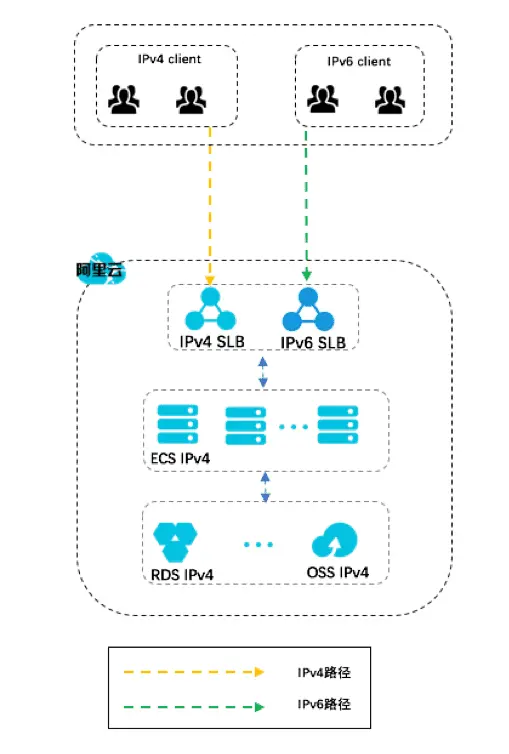 IPv4 client
IPv6 client
阿里云
IPv4 SLB
IPv6 SLB
ECS IPv4
RDS IPv4
OSS IPv4
IPv4路径
IPv6路径